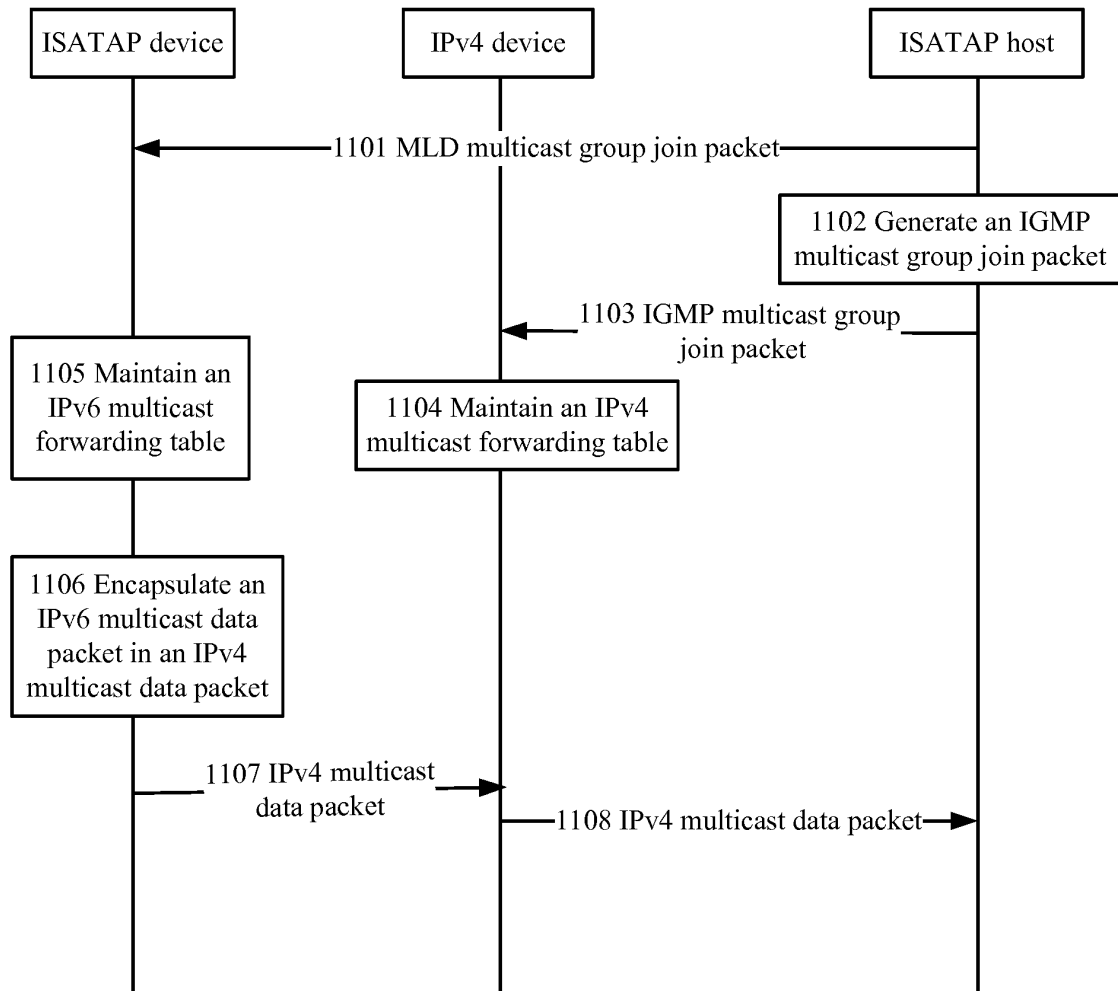 ISATAP device
IPv4 device
ISATAP host
1101 MLD multicast group join packet
1102 Generate an IGMP
multicast group join packet
1103 IGMP multicast group
join packet
1105 Maintain an
IPv6 multicast
forwarding table
1104 Maintain an IPv4
multicast forwarding table
1106 Encapsulate an
IPv6 multicast data
packet in an IPv4
multicast data packet
1107 IPv4 multicast
data packet
1108 IPv4 multicast data packet